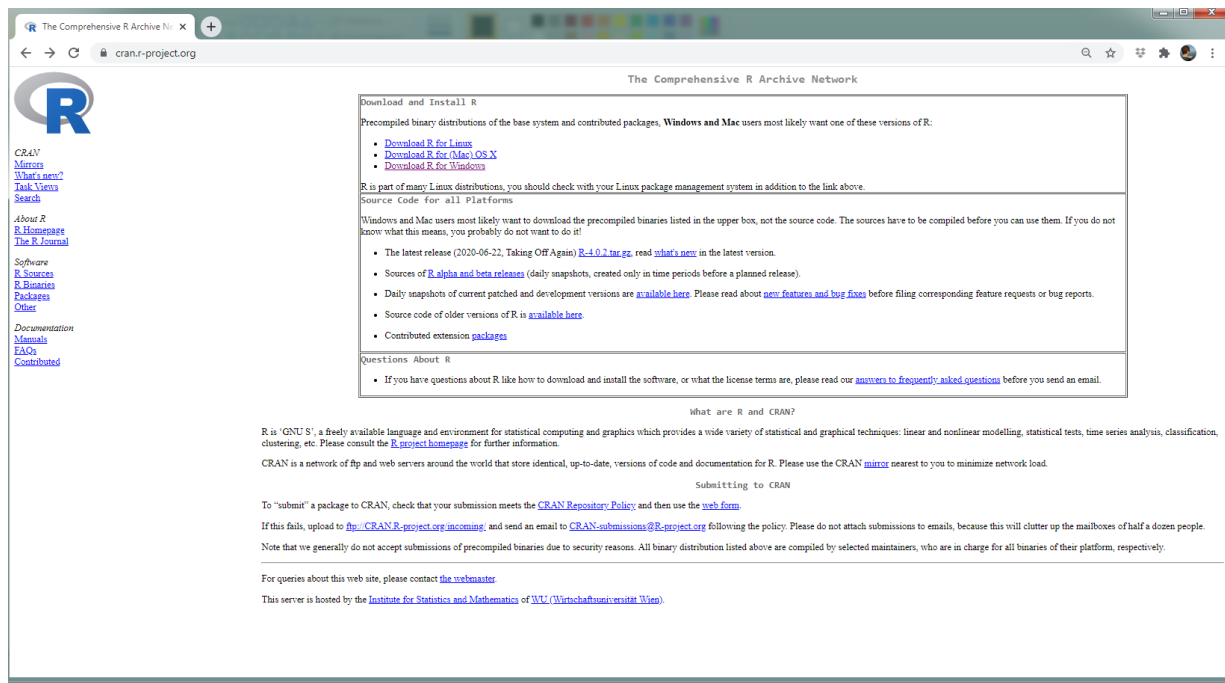 The Comprehensive R Archive Ne
cran.r-project.org
R
CRAN
Mirrors
What's new?
Task Views
Search
About R
R Homepage
The R Journal
Software
R Sources
R Binaries
Packages
Other
Documentation
Manuals
FAQs
Contributed
The Comprehensive R Archive Network
Download and Install R
Precompiled binary distributions of the base system and contributed packages, Windows and Mac users most likely want one of these versions of R:
• Download R for Linux
• Download R for (Mac) OS X
• Download R for Windows
R is part of many Linux distributions, you should check with your Linux package management system in addition to the link above.
Source Code for all Platforms
Windows and Mac users most likely want to download the precompiled binaries listed in the upper box, not the source code. The sources have to be compiled before you can use them. If you do not
know what this means, you probably do not want to do it!
• The latest release (2020-06-22, Taking Off Again) R-4.0.2.tar.gz, read what's new in the latest version.
• Sources of R alpha and beta releases (daily snapshots, created only in time periods before a planned release).
• Daily snapshots of current patched and development versions are available here. Please read about new features and bug fixes before filing corresponding feature requests or bug reports.
• Source code of older versions of R is available here.
• Contributed extension packages
Questions About R
• If you have questions about R like how to download and install the software, or what the license terms are, please read our answers to frequently asked questions before you send an email.
What are R and CRAN?
R is 'GNU S', a freely available language and environment for statistical computing and graphics which provides a wide variety of statistical and graphical techniques: linear and nonlinear modelling, statistical tests, time series analysis, classification,
clustering, etc. Please consult the R project homepage for further information.
CRAN is a network of ftp and web servers around the world that store identical, up-to-date, versions of code and documentation for R. Please use the CRAN mirror nearest to you to minimize network load.
Submitting to CRAN
To "submit" a package to CRAN, check that your submission meets the CRAN Repository Policy and then use the web form.
If this fails, upload to ftp://CRAN.R-project.org/incoming/ and send an email to CRAN-submissions@R-project.org following the policy. Please do not attach submissions to emails, because this will clutter up the mailboxes of half a dozen people.
Note that we generally do not accept submissions of precompiled binaries due to security reasons. All binary distribution listed above are compiled by selected maintainers, who are in charge for all binaries of their platform, respectively.
For queries about this web site, please contact the webmaster.
This server is hosted by the Institute for Statistics and Mathematics of WU (Wirtschaftsuniversität Wien).